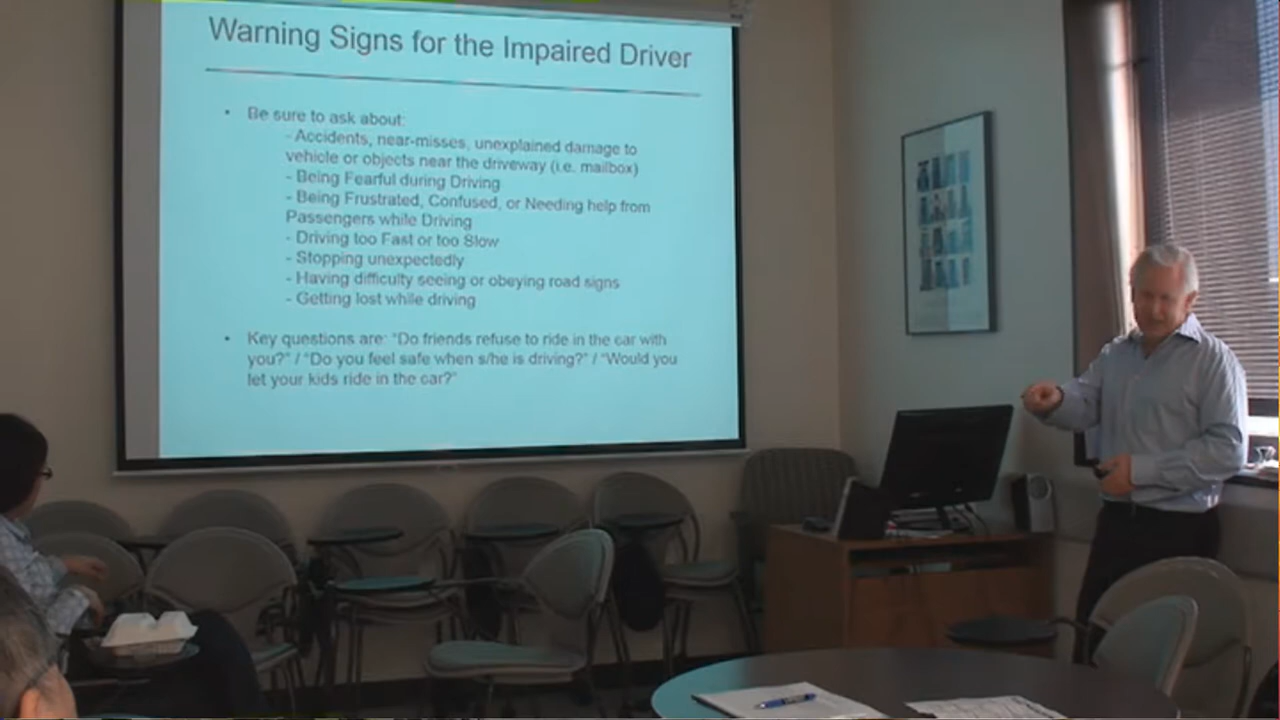 Warning Signs for the Impaired Driver
• Be sure to ask about:
- Accidents, near-misses, unexplained damage to
vehicle or objects near the driveway (i.e. mailbox)
- Being Fearful during Driving
- Being Frustrated, Confused, or Needing help from
Passengers while Driving
- Driving too Fast or too Slow
- Stopping unexpectedly
- Having difficulty seeing or obeying road signs
- Getting lost while driving
• Key questions are: “Do friends refuse to ride in the car with
you?” / “Do you feel safe when s/he is driving?” / “Would you
let your kids ride in the car?”